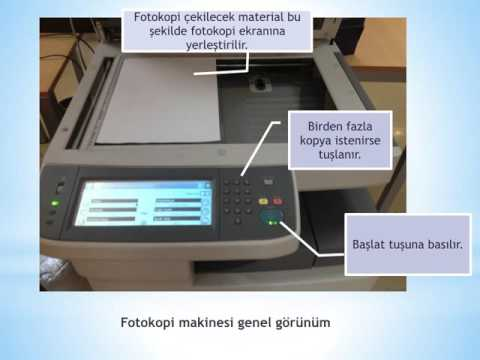 Fotokopi çekilecek material bu
şekilde fotokopi ekranına
yerleştirilir.
Birden fazla
kopya istenirse
tuşlanır.
Başlat tuşuna basılır.
Fotokopi makinesi genel görünüm